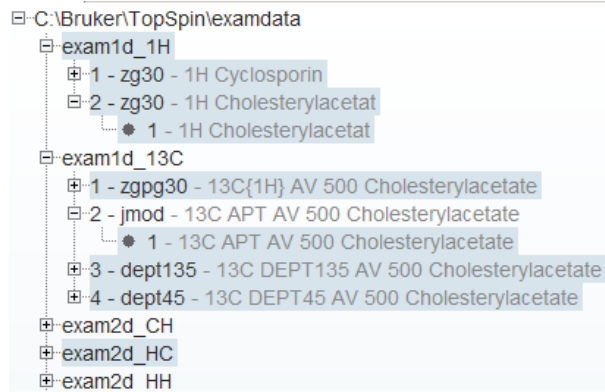 C:\Bruker\TopSpin\examdata
exam1d_1H
1 - zg30 - 1H Cyclosporin
2 - zg30 - 1H Cholesterylacetat
1 - 1H Cholesterylacetat
exam1d_13C
1 - zgpg30 - 13C{1H} AV 500 Cholesterylacetate
2 - jmod - 13C APT AV 500 Cholesterylacetate
1 - 13C APT AV 500 Cholesterylacetate
3 - dept135 - 13C DEPT135 AV 500 Cholesterylacetate
4 - dept45 - 13C DEPT45 AV 500 Cholesterylacetate
exam2d_CH
exam2d_HC
exam2d_HH